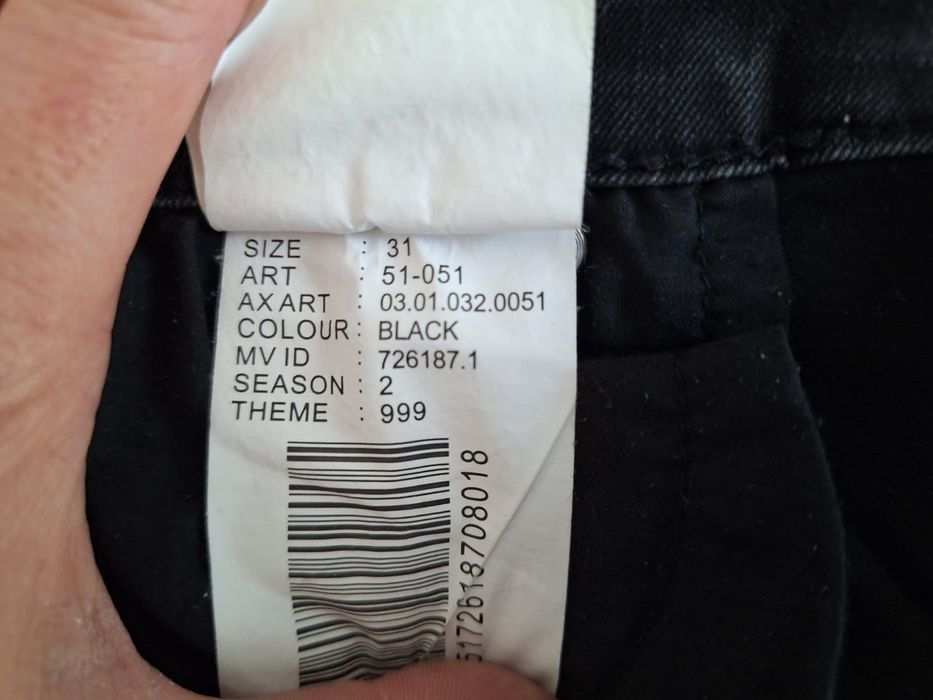 SIZE : 31
ART : 51-051
AX ART : 03.01.032.0051
COLOUR : BLACK
MV ID : 726187.1
SEASON : 2
THEME : 999
5172618708018